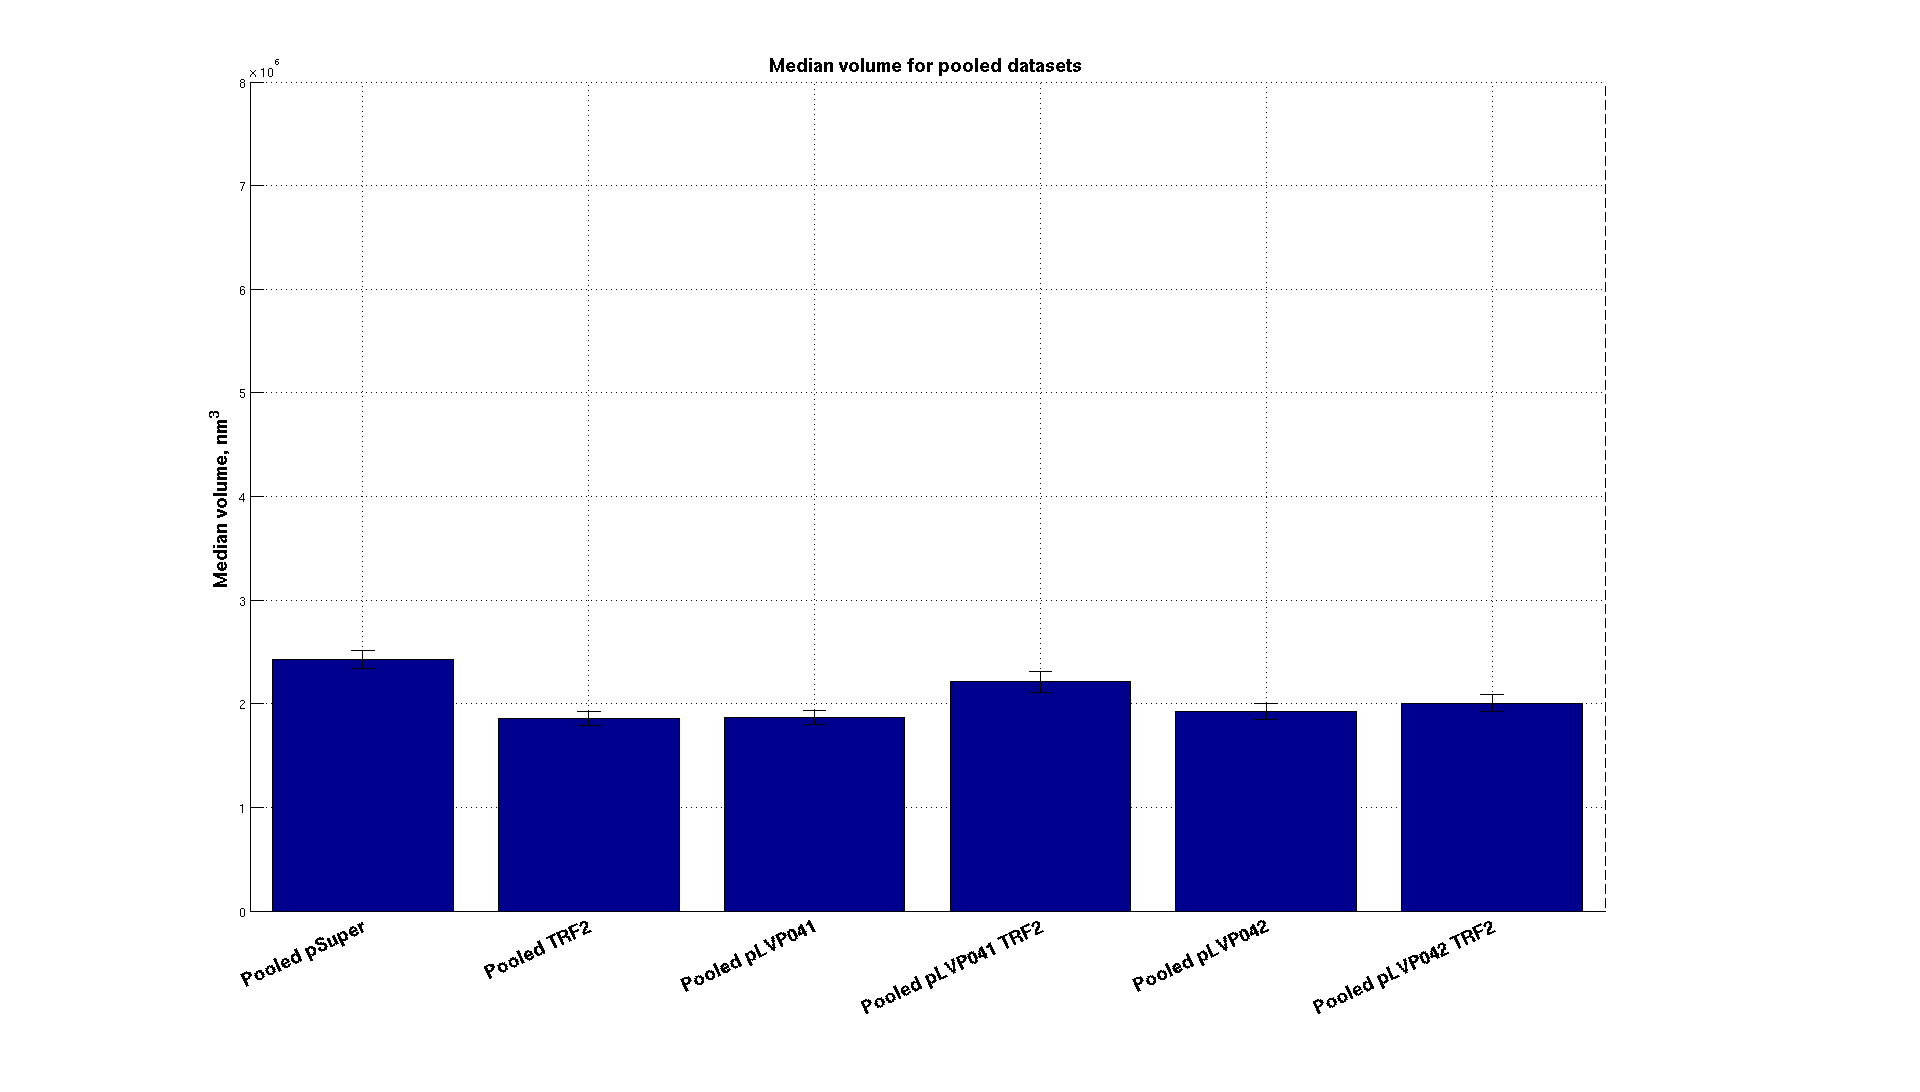 Median volume for pooled datasets
×10⁶
8
7
6
5
4
3
2
1
0
Median volume, nm³
Pooled pSuper
Pooled TRF2
Pooled pLVP041
Pooled pLVP041 TRF2
Pooled pLVP042
Pooled pLVP042 TRF2